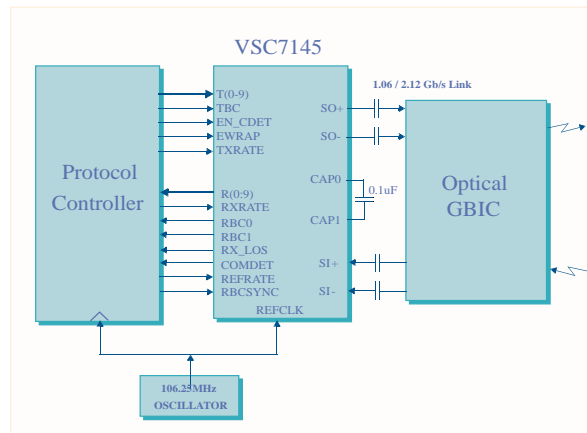 VSC7145
1.06 / 2.12 Gb/s Link
T(0-9)
TBC
EN_CDET
EWRAP
TXRATE
SO+
SO-
Protocol
Controller
R(0:9)
RXRATE
RBC0
RBC1
RX_LOS
COMDET
REFRATE
RBCSYNC
REFCLK
CAP0
0.1uF
CAP1
SI+
SI-
Optical
GBIC
106.25MHz
OSCILLATOR